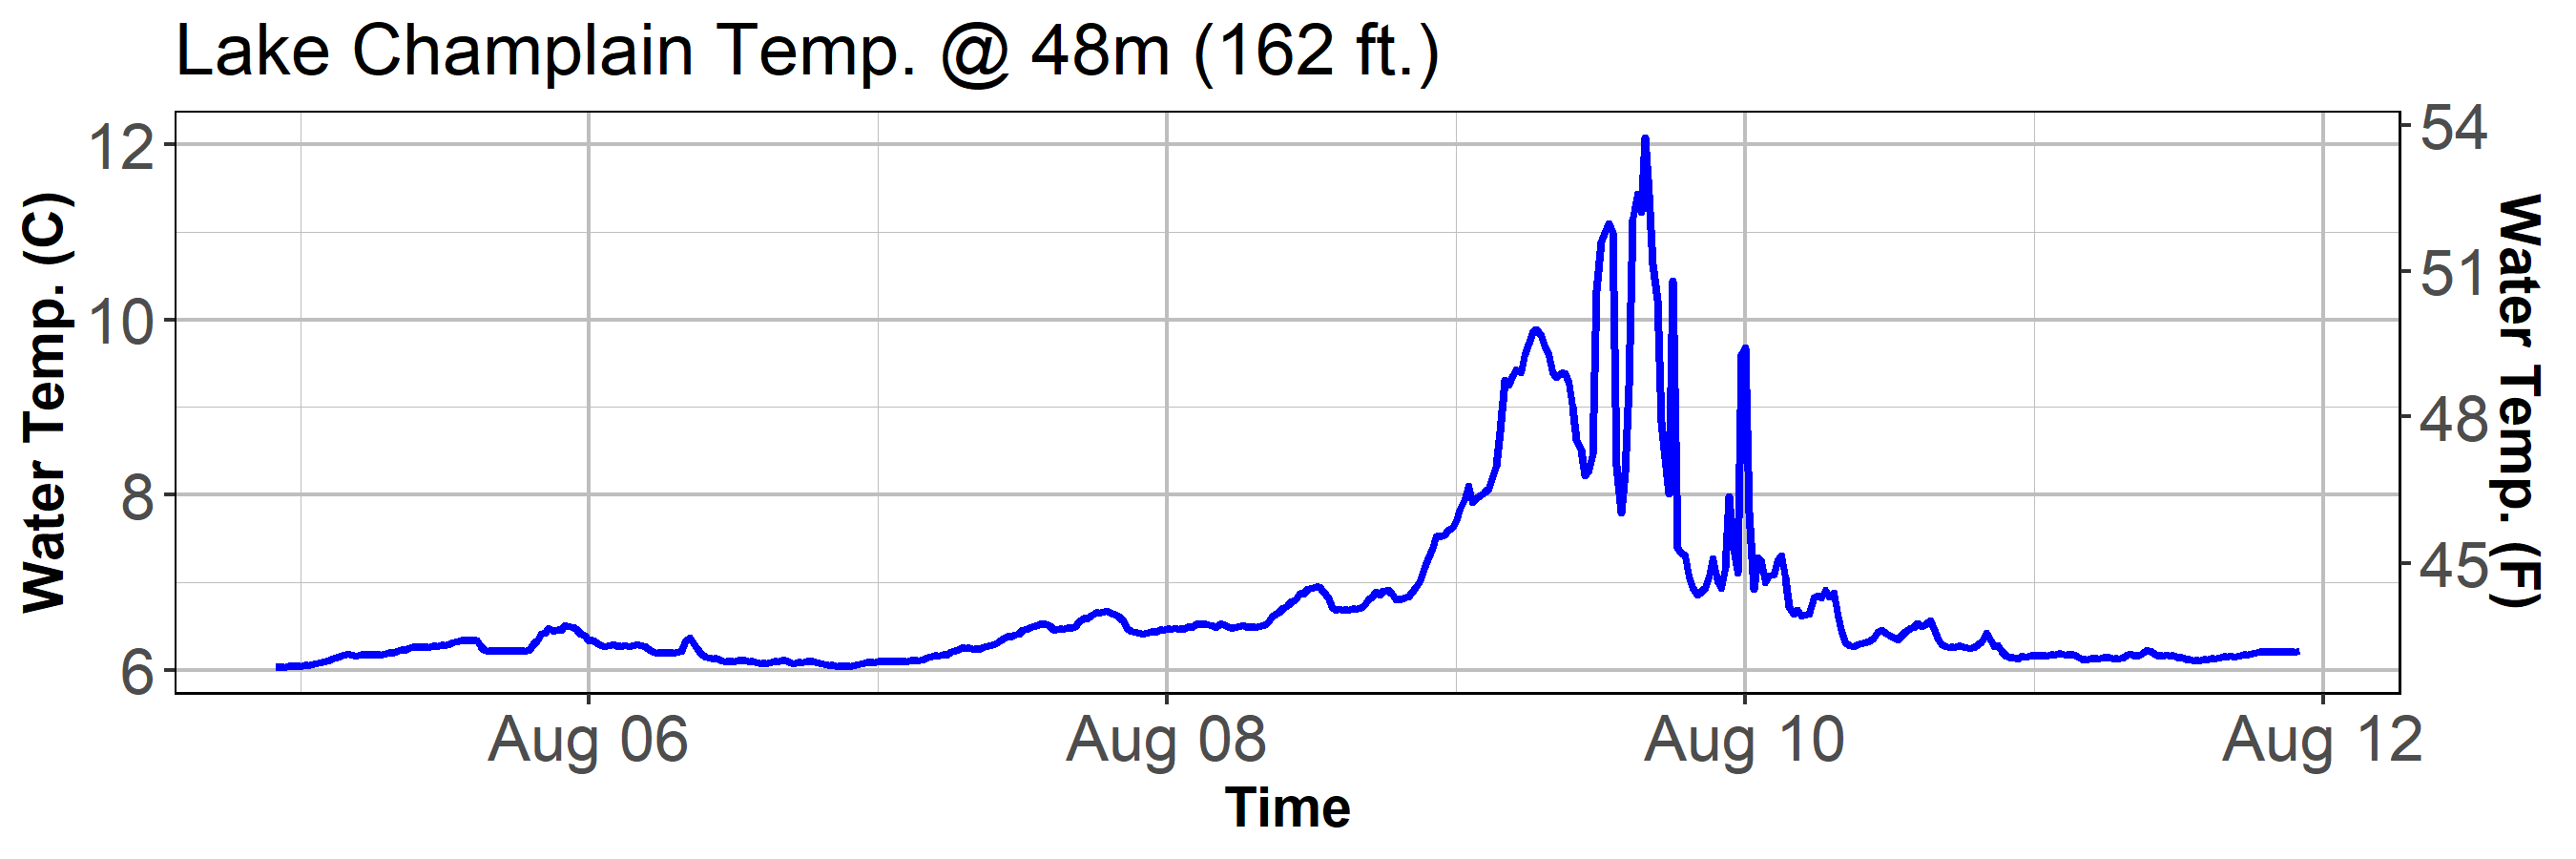 Lake Champlain Temp. @ 48m (162 ft.)
Water Temp. (C)
12
10
8
6
54
51
48
45
Water Temp. (F)
Aug 06
Aug 08
Aug 10
Aug 12
Time